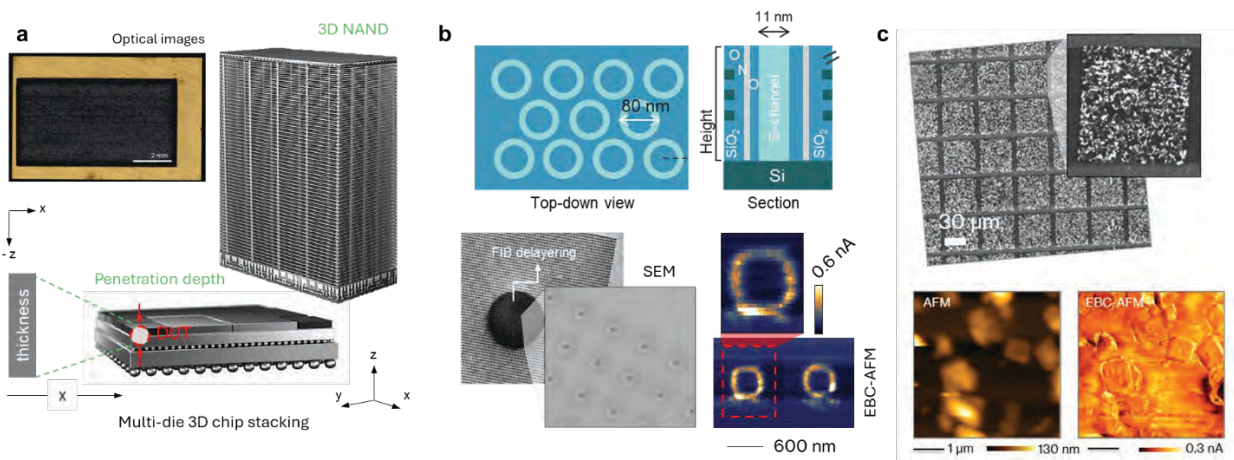 a
Optical images
3D NAND
2 mm
x
- z
Penetration depth
thickness
DUT
X
z
y
x
Multi-die 3D chip stacking
b
80 nm
Top-down view
11 nm
Height
O
N
O
Si-channel
SiO2
SiO2
Si
Section
FIB delayering
SEM
0.6 nA
EBC-AFM
600 nm
c
30 µm
AFM
EBC-AFM
1 µm
130 nm
0.3 nA